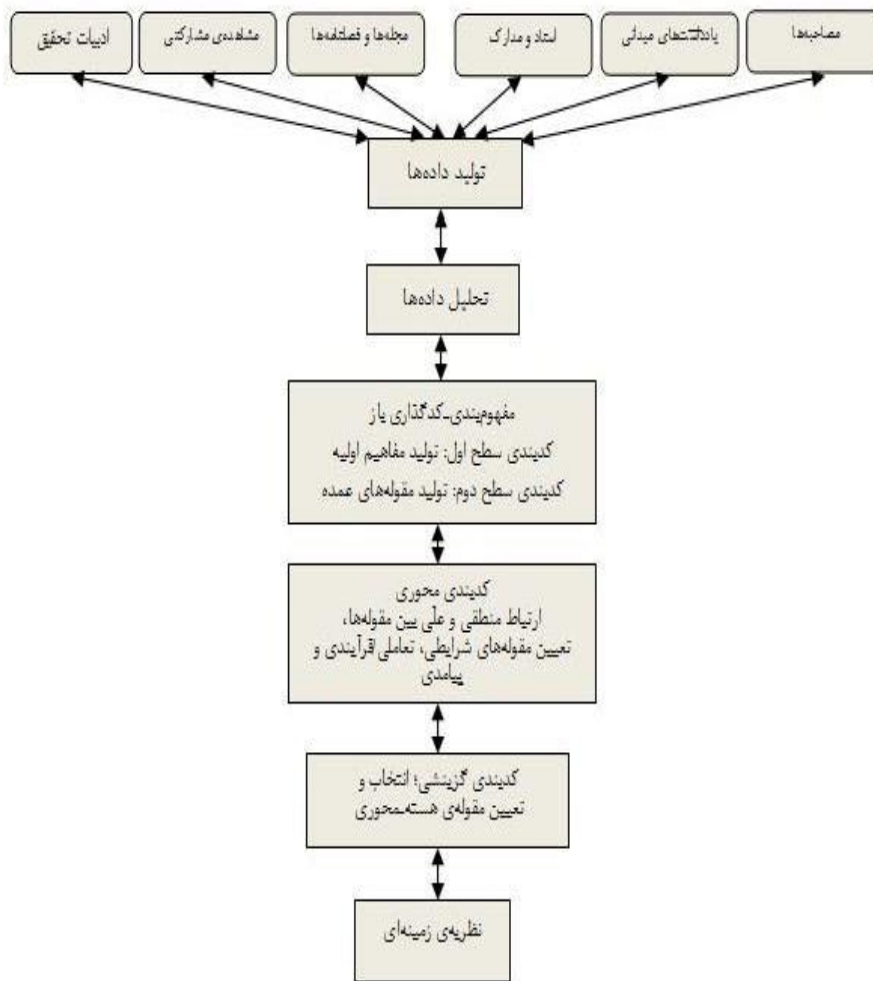 مصاحبه‌ها
یادداشت‌های میدانی
اسناد و مدارک
مجله‌ها و فصلنامه‌ها
مشاهده‌ی مشارکتی
ادبیات تحقیق
تولید داده‌ها
تحلیل داده‌ها
مفهوم‌بندی-کدگذاری باز
کدبندی سطح اول: تولید مفاهیم اولیه
کدبندی سطح دوم: تولید مقوله‌های عمده
کدبندی محوری
ارتباط منطقی و علّی بین مقوله‌ها،
تعیین مقوله‌های شرایطی، تعاملی/فرآیندی و
پیامدی
کدبندی گزینشی؛ انتخاب و
تعیین مقوله‌ی هسته-محوری
نظریه‌ی زمینه‌ای